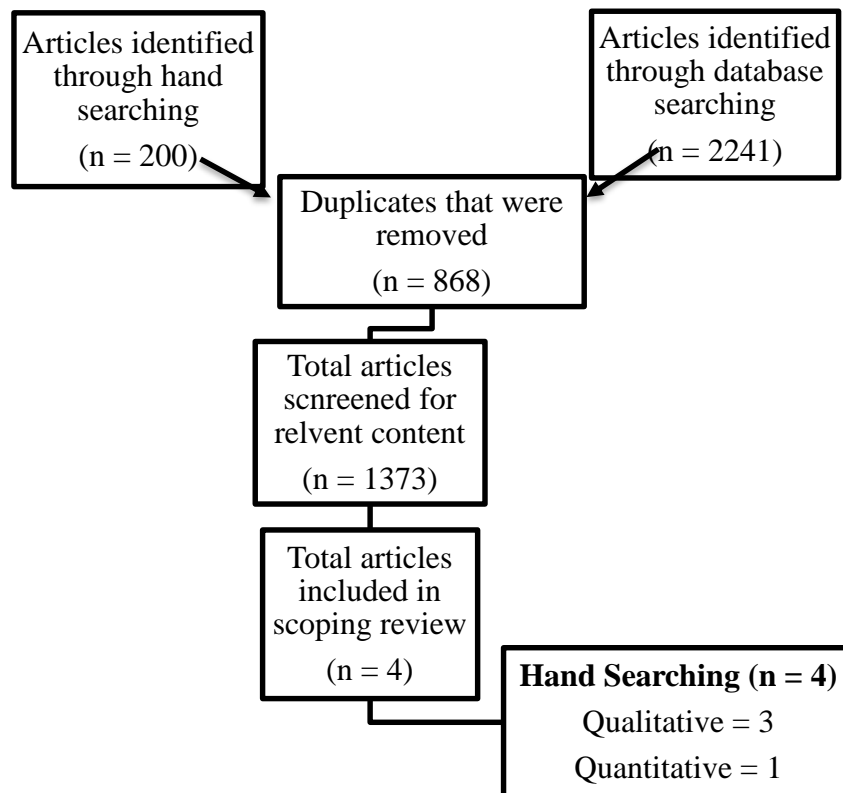 Articles identified
through hand
searching
(n = 200)
Articles identified
through database
searching
(n = 2241)
Duplicates that were
removed
(n = 868)
Total articles
scnreened for
relvent content
(n = 1373)
Total articles
included in
scoping review
(n = 4)
Hand Searching (n = 4)
Qualitative = 3
Quantitative = 1